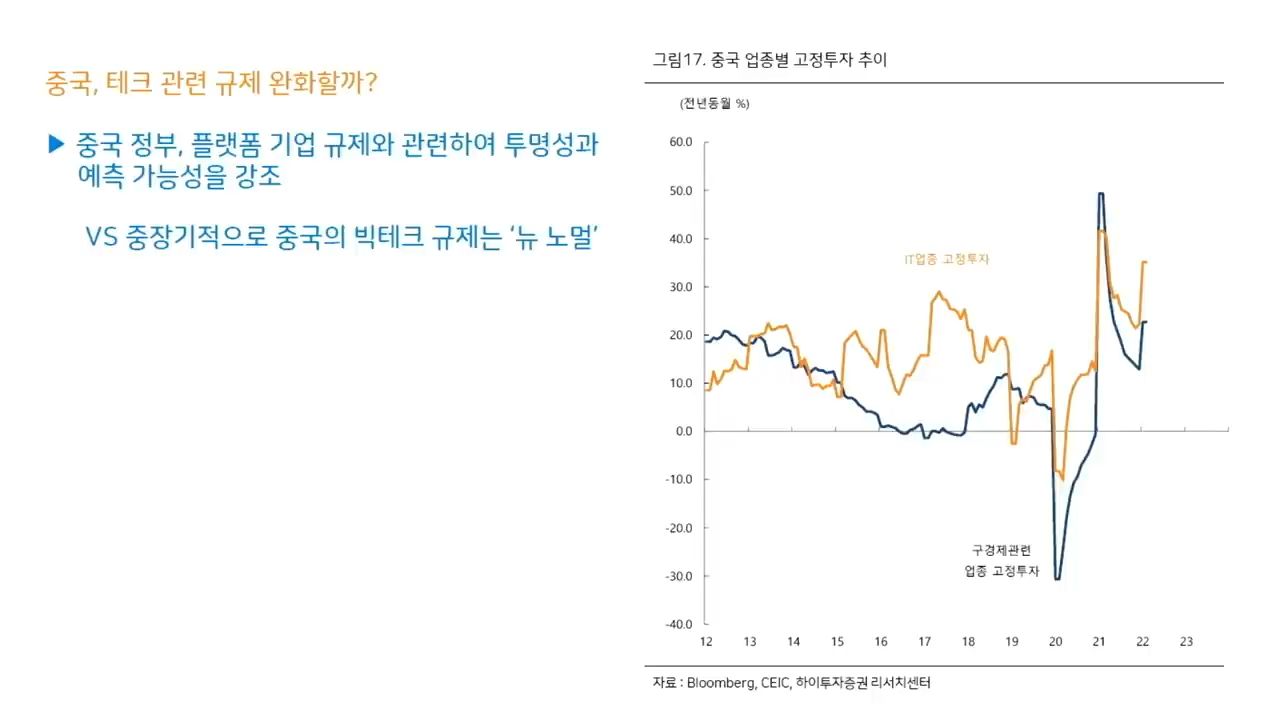 중국, 테크 관련 규제 완화할까?
▶ 중국 정부, 플랫폼 기업 규제와 관련하여 투명성과
예측 가능성을 강조
VS 중장기적으로 중국의 빅테크 규제는 ‘뉴 노멀’
그림17. 중국 업종별 고정투자 추이
(전년동월 %)
60.0
50.0
40.0
30.0
20.0
10.0
0.0
-10.0
-20.0
-30.0
-40.0
IT업종 고정투자
구경제관련
업종 고정투자
12 13 14 15 16 17 18 19 20 21 22 23
자료 : Bloomberg, CEIC, 하이투자증권 리서치센터